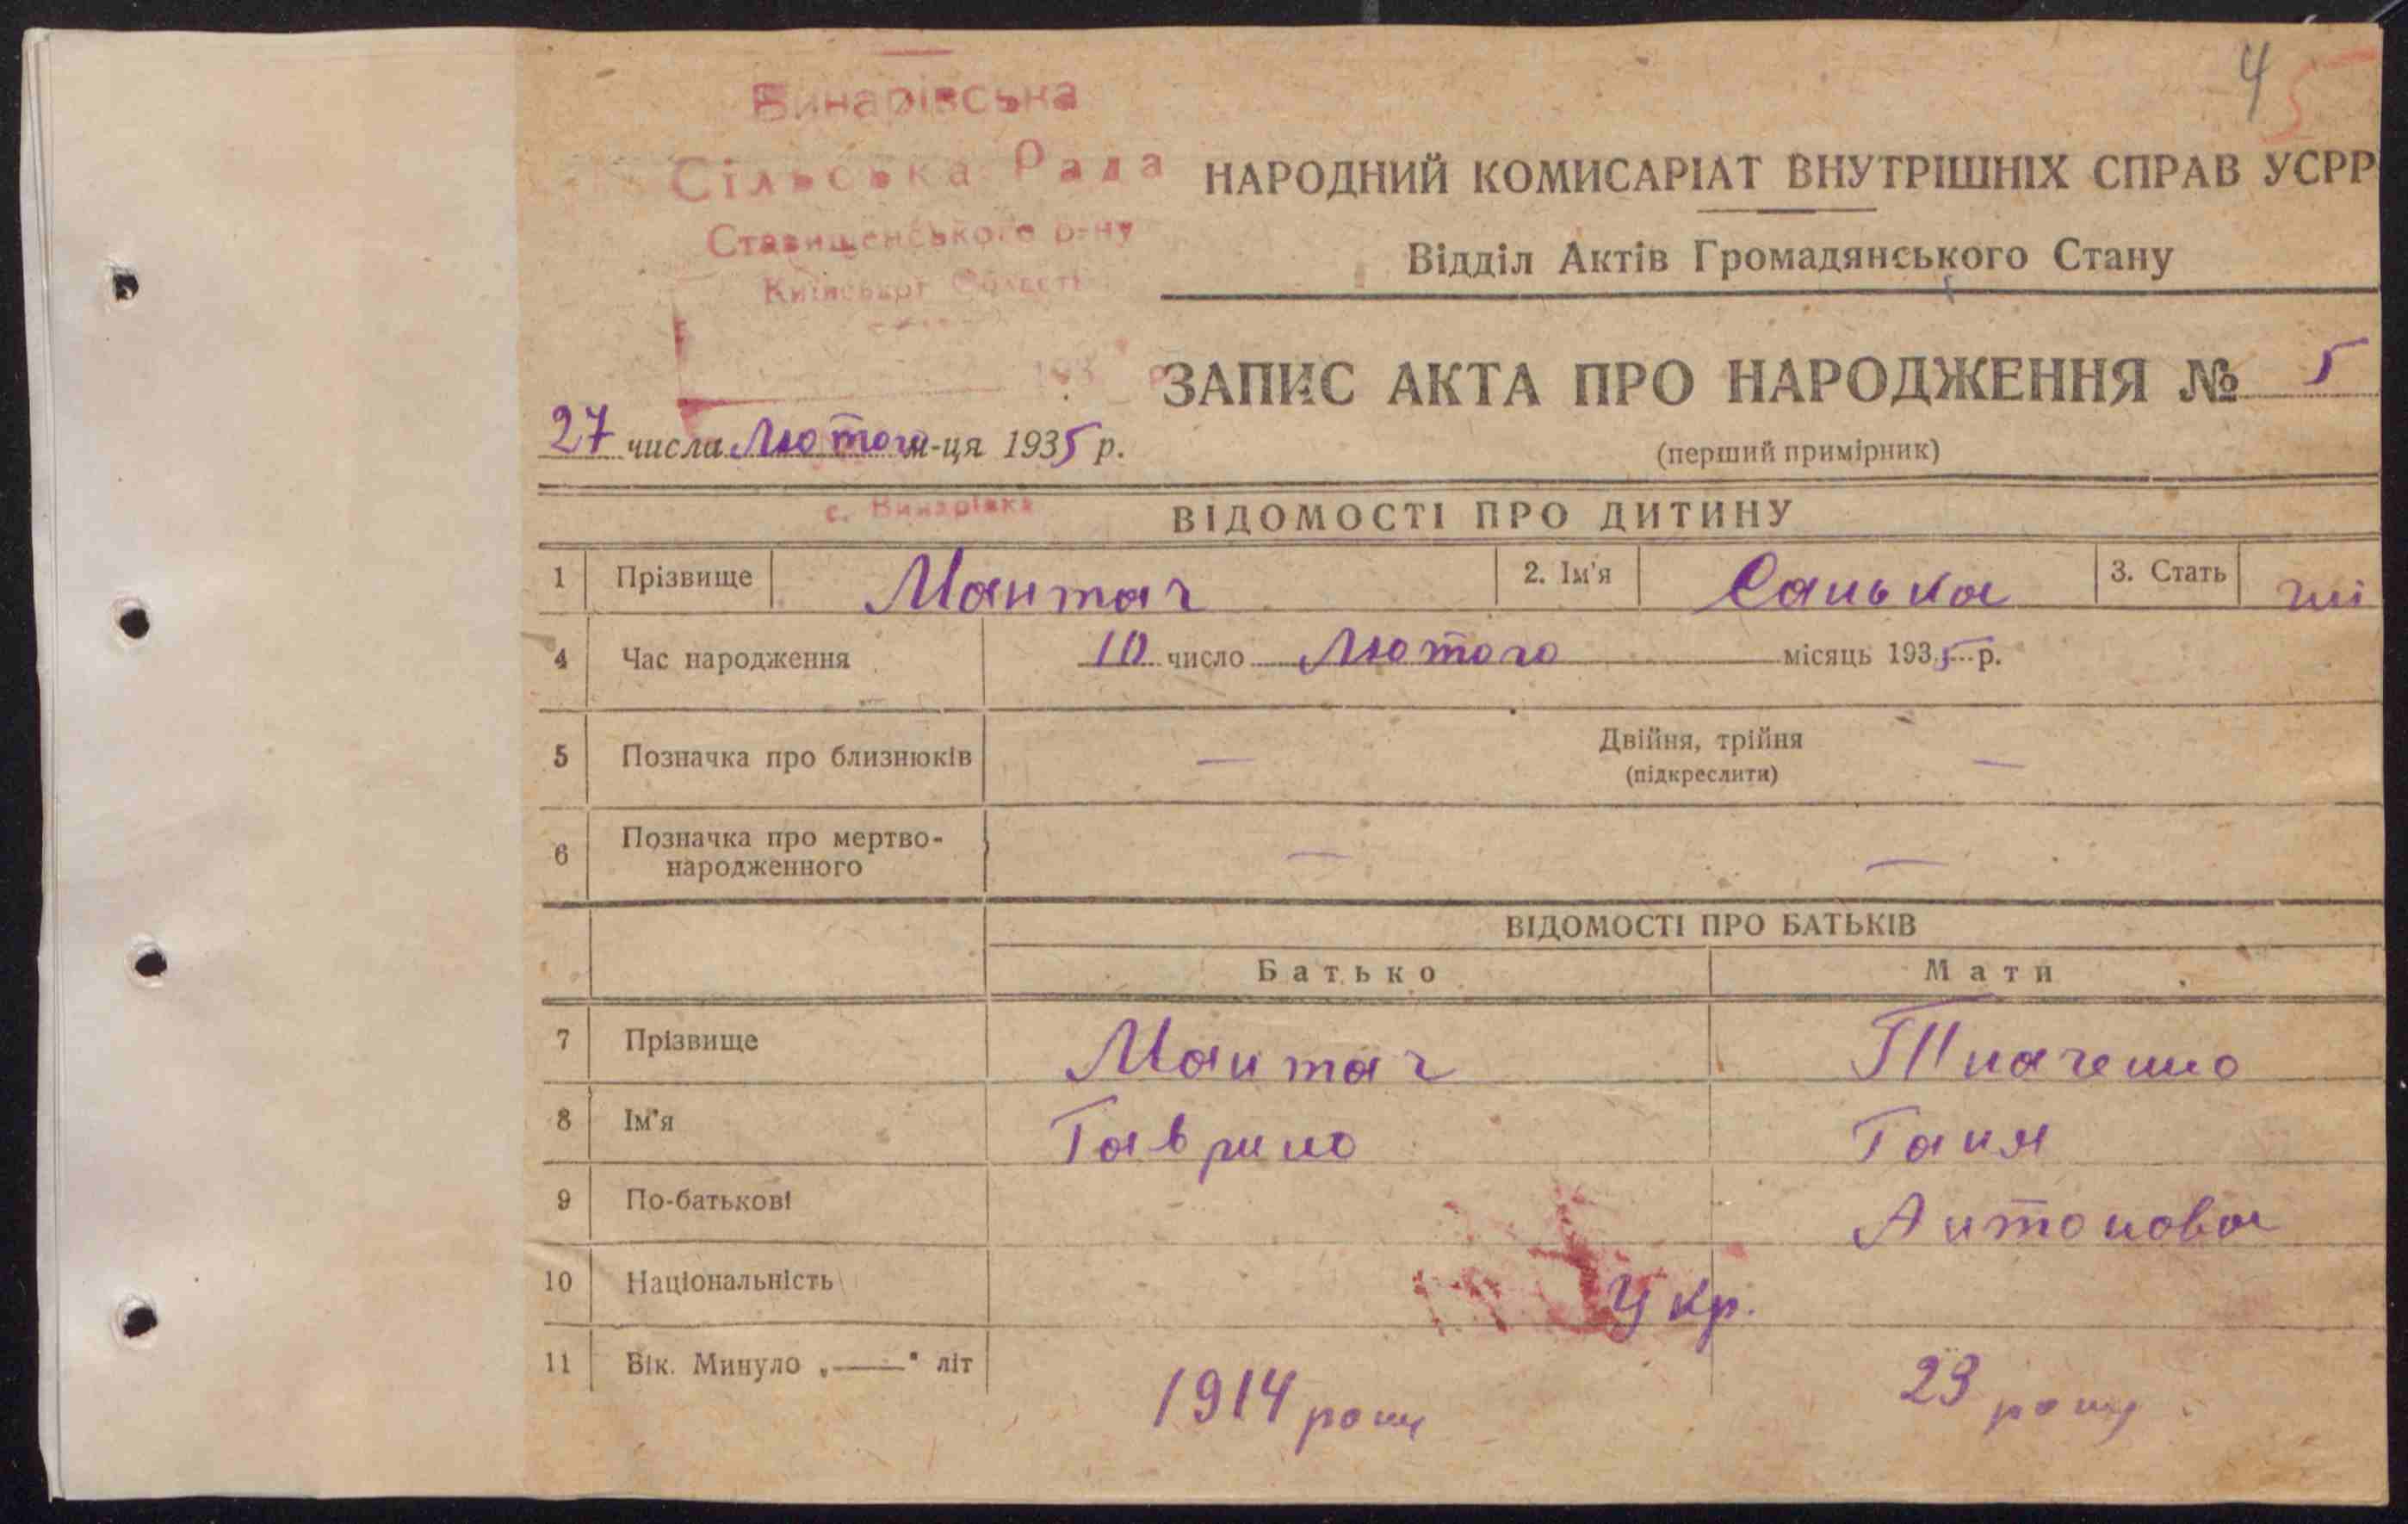 4 5
Винарівська
Сільська Рада
Ставищенського р-ну
Київської Області
193
НАРОДНИЙ КОМИСАРІАТ ВНУТРІШНІХ СПРАВ УСРР
Відділ Актів Громадянського Стану
ЗАПИС АКТА ПРО НАРОДЖЕННЯ № 5
(перший примірник)
27 числа Лютого м-ця 1935 р.
с. Винарівка
ВІДОМОСТІ ПРО ДИТИНУ
1 Прізвище Мантач 2. Ім'я Санька 3. Стать
4 Час народження 10 число Лютого місяць 1935 р.
5 Позначка про близнюків — Двійня, трійня —
(підкреслити)
6 Позначка про мертво-
народженного — —
ВІДОМОСТІ ПРО БАТЬКІВ
Батько Мати
7 Прізвище Мантач Ткаченко
8 Ім'я Гаврило Ганя
9 По-батькові Антонова
10 Національність Укр.
11 Вік. Минуло „——" літ 1914 року 23 року